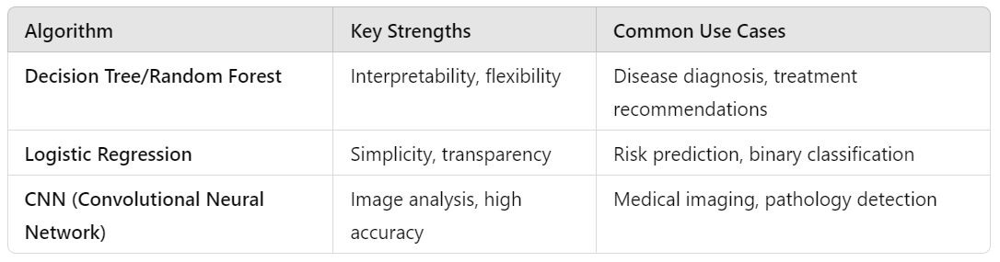 Algorithm Key Strengths Common Use Cases
Decision Tree/Random Forest Interpretability, flexibility Disease diagnosis, treatment
recommendations
Logistic Regression Simplicity, transparency Risk prediction, binary classification
CNN (Convolutional Neural Image analysis, high Medical imaging, pathology detection
Network) accuracy